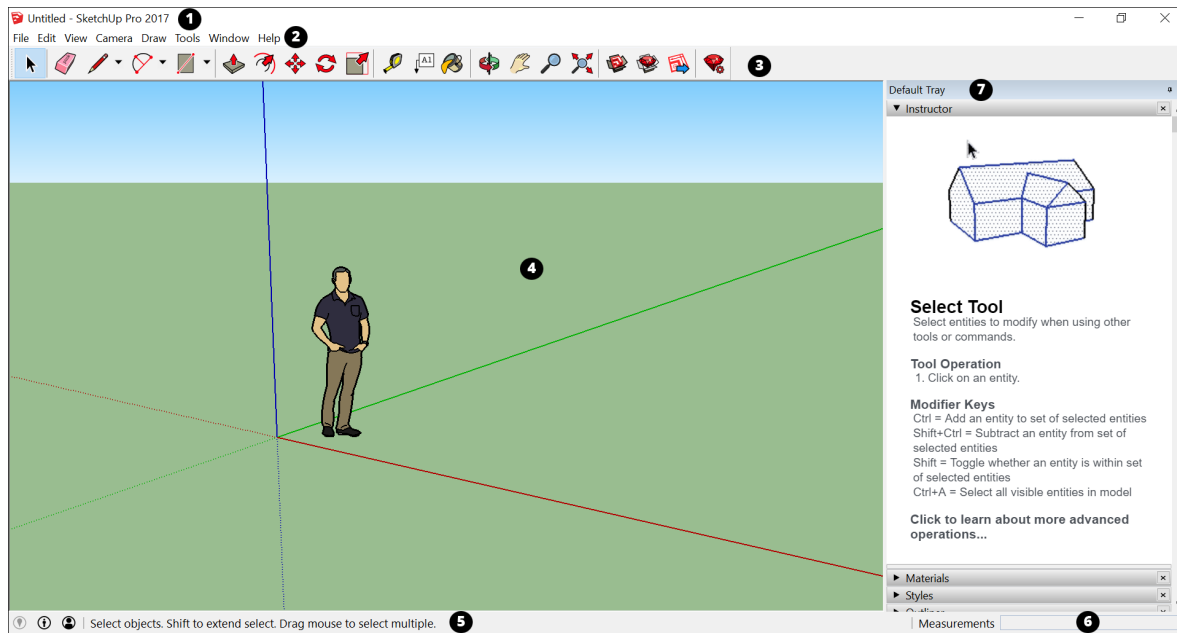 Untitled - SketchUp Pro 2017 1
File Edit View Camera Draw Tools Window Help 2
A1 3
Default Tray 7
Instructor
4
Select Tool
Select entities to modify when using other
tools or commands.
Tool Operation
1. Click on an entity.
Modifier Keys
Ctrl = Add an entity to set of selected entities
Shift+Ctrl = Subtract an entity from set of
selected entities
Shift = Toggle whether an entity is within set
of selected entities
Ctrl+A = Select all visible entities in model
Click to learn about more advanced
operations...
Materials
Styles
Outliner
Select objects. Shift to extend select. Drag mouse to select multiple. 5
Measurements 6